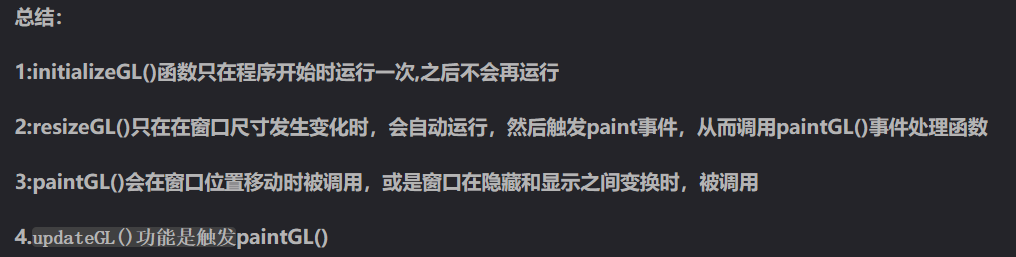 总结：
1:initializeGL()函数只在程序开始时运行一次,之后不会再运行
2:resizeGL()只在在窗口尺寸发生变化时，会自动运行，然后触发paint事件，从而调用paintGL()事件处理函数
3:paintGL()会在窗口位置移动时被调用，或是窗口在隐藏和显示之间变换时，被调用
4.updateGL()功能是触发paintGL()